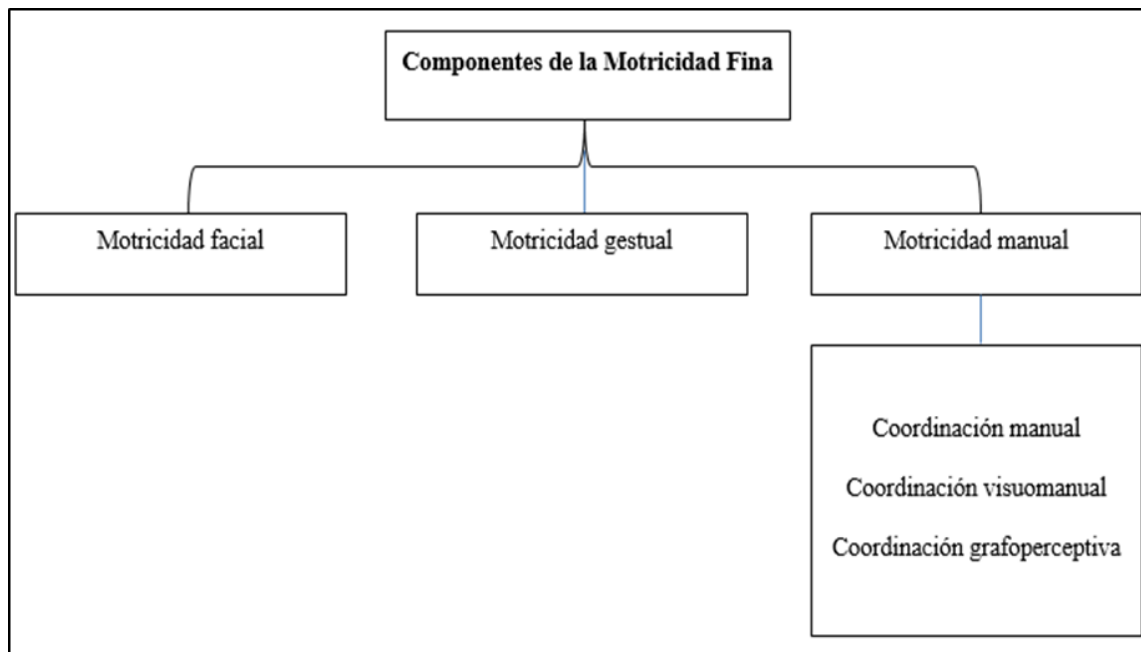 Componentes de la Motricidad Fina
Motricidad facial
Motricidad gestual
Motricidad manual
Coordinación manual
Coordinación visuomanual
Coordinación grafoperceptiva